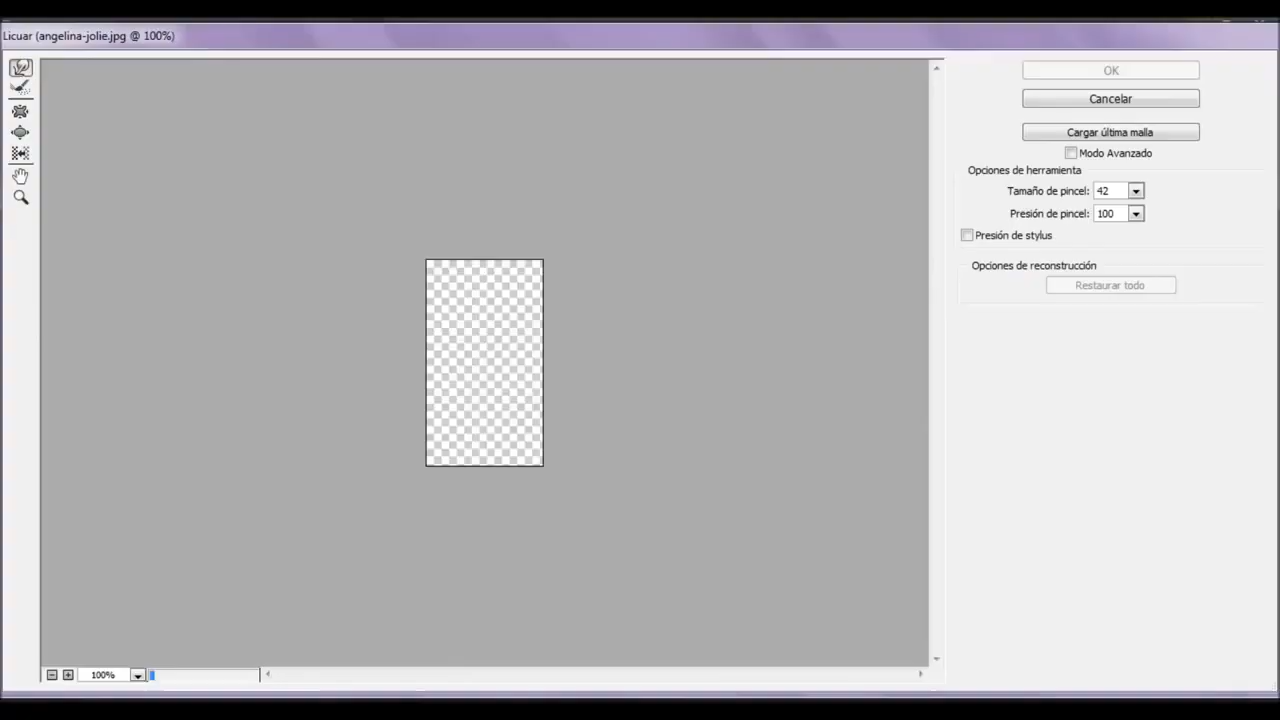 Licuar (angelina-jolie.jpg @ 100%)
OK
Cancelar
Cargar última malla
Modo Avanzado
Opciones de herramienta
Tamaño de pincel: 42
Presión de pincel: 100
Presión de stylus
Opciones de reconstrucción
Restaurar todo
100%